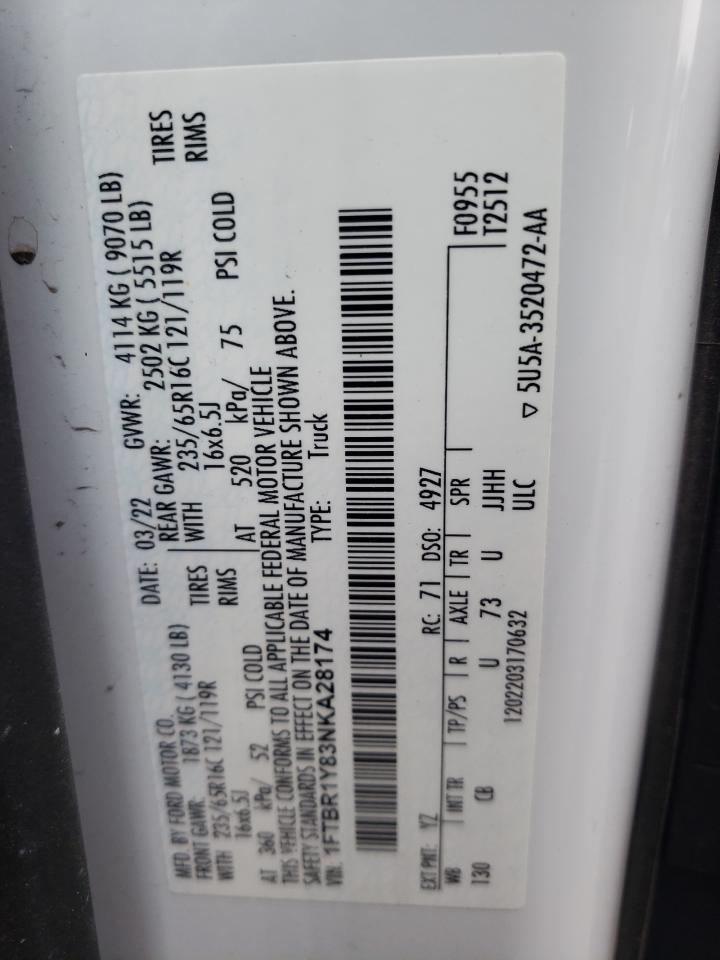 MFD. BY FORD MOTOR CO. DATE: 03/22 GVWR: 4114 KG ( 9070 LB)
FRONT GAWR: 1873 KG ( 4130 LB) REAR GAWR: 2502 KG ( 5515 LB)
WITH 235/65R16C 121/119R TIRES WITH 235/65R16C 121/119R TIRES
16x6.5J RIMS 16x6.5J RIMS
AT 360 kPa/ 52 PSI COLD AT 520 kPa/ 75 PSI COLD
THIS VEHICLE CONFORMS TO ALL APPLICABLE FEDERAL MOTOR VEHICLE
SAFETY STANDARDS IN EFFECT ON THE DATE OF MANUFACTURE SHOWN ABOVE.
VIN: 1FTBR1Y83NKA28174 TYPE: Truck
EXT PNT: YZ RC: 71 DSO: 4927
WB INT TR TP/PS R AXLE TR SPR F0955
130 CB U 73 U JJHH T2512
1202203170632 ULC
▽ 5U5A-3520472-AA